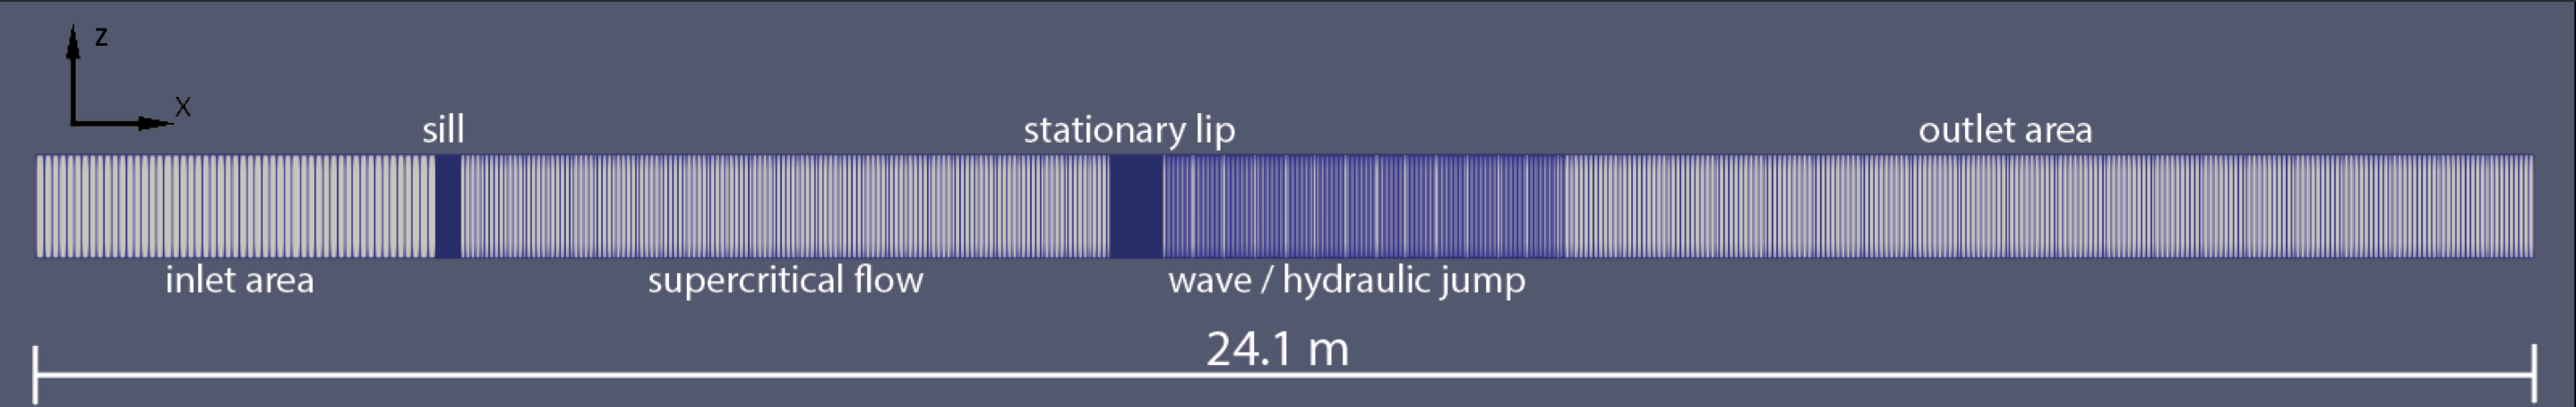 z
x
sill
stationary lip
outlet area
inlet area
supercritical flow
wave / hydraulic jump
24.1 m